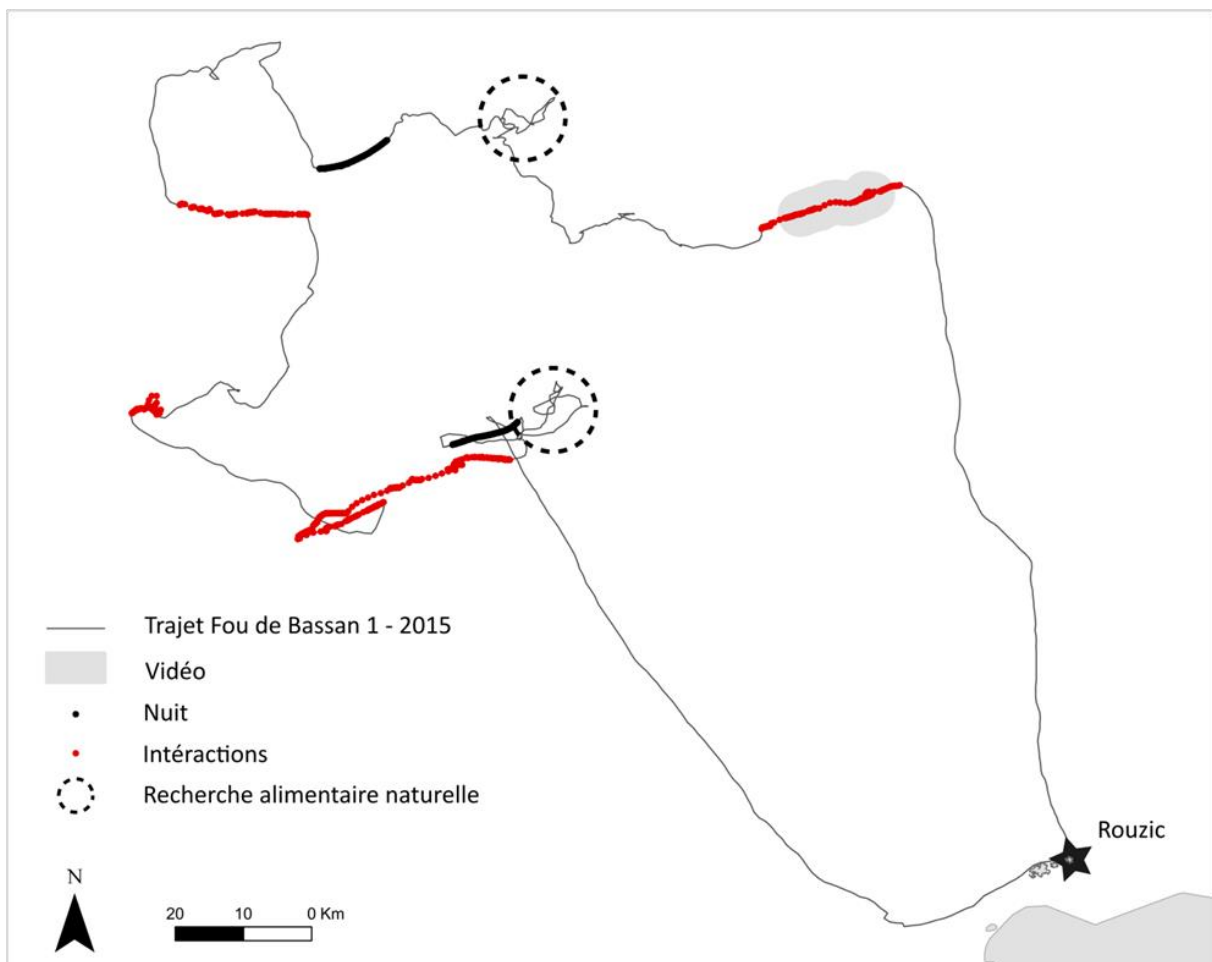 Rouzic
Trajet Fou de Bassan 1 - 2015
Vidéo
Nuit
Intéractions
Recherche alimentaire naturelle
N
20 10 0 Km